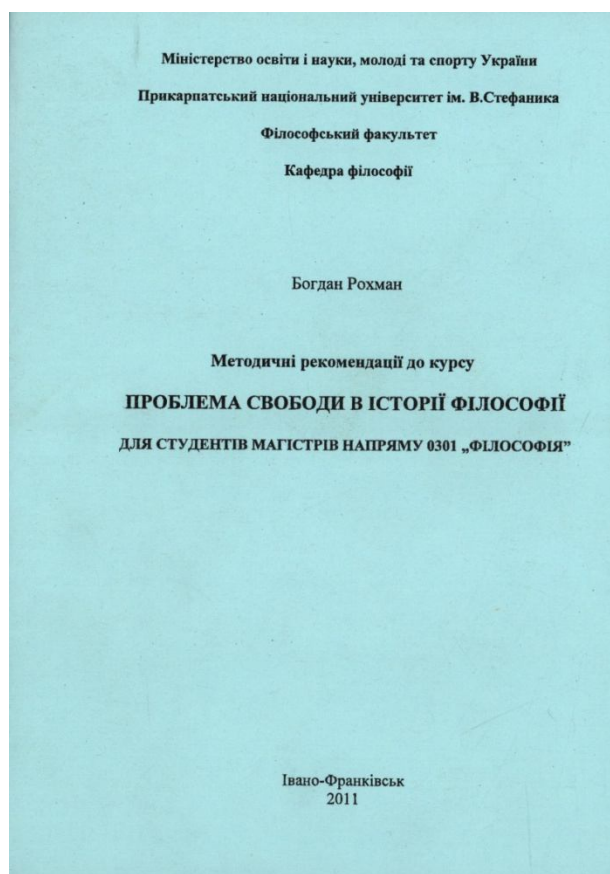 Міністерство освіти і науки, молоді та спорту України
Прикарпатський національний університет ім. В.Стефаника
Філософський факультет
Кафедра філософії
Богдан Рохман
Методичні рекомендації до курсу
ПРОБЛЕМА СВОБОДИ В ІСТОРІЇ ФІЛОСОФІЇ
ДЛЯ СТУДЕНТІВ МАГІСТРІВ НАПРЯМУ 0301 „ФІЛОСОФІЯ”
Івано-Франківськ
2011